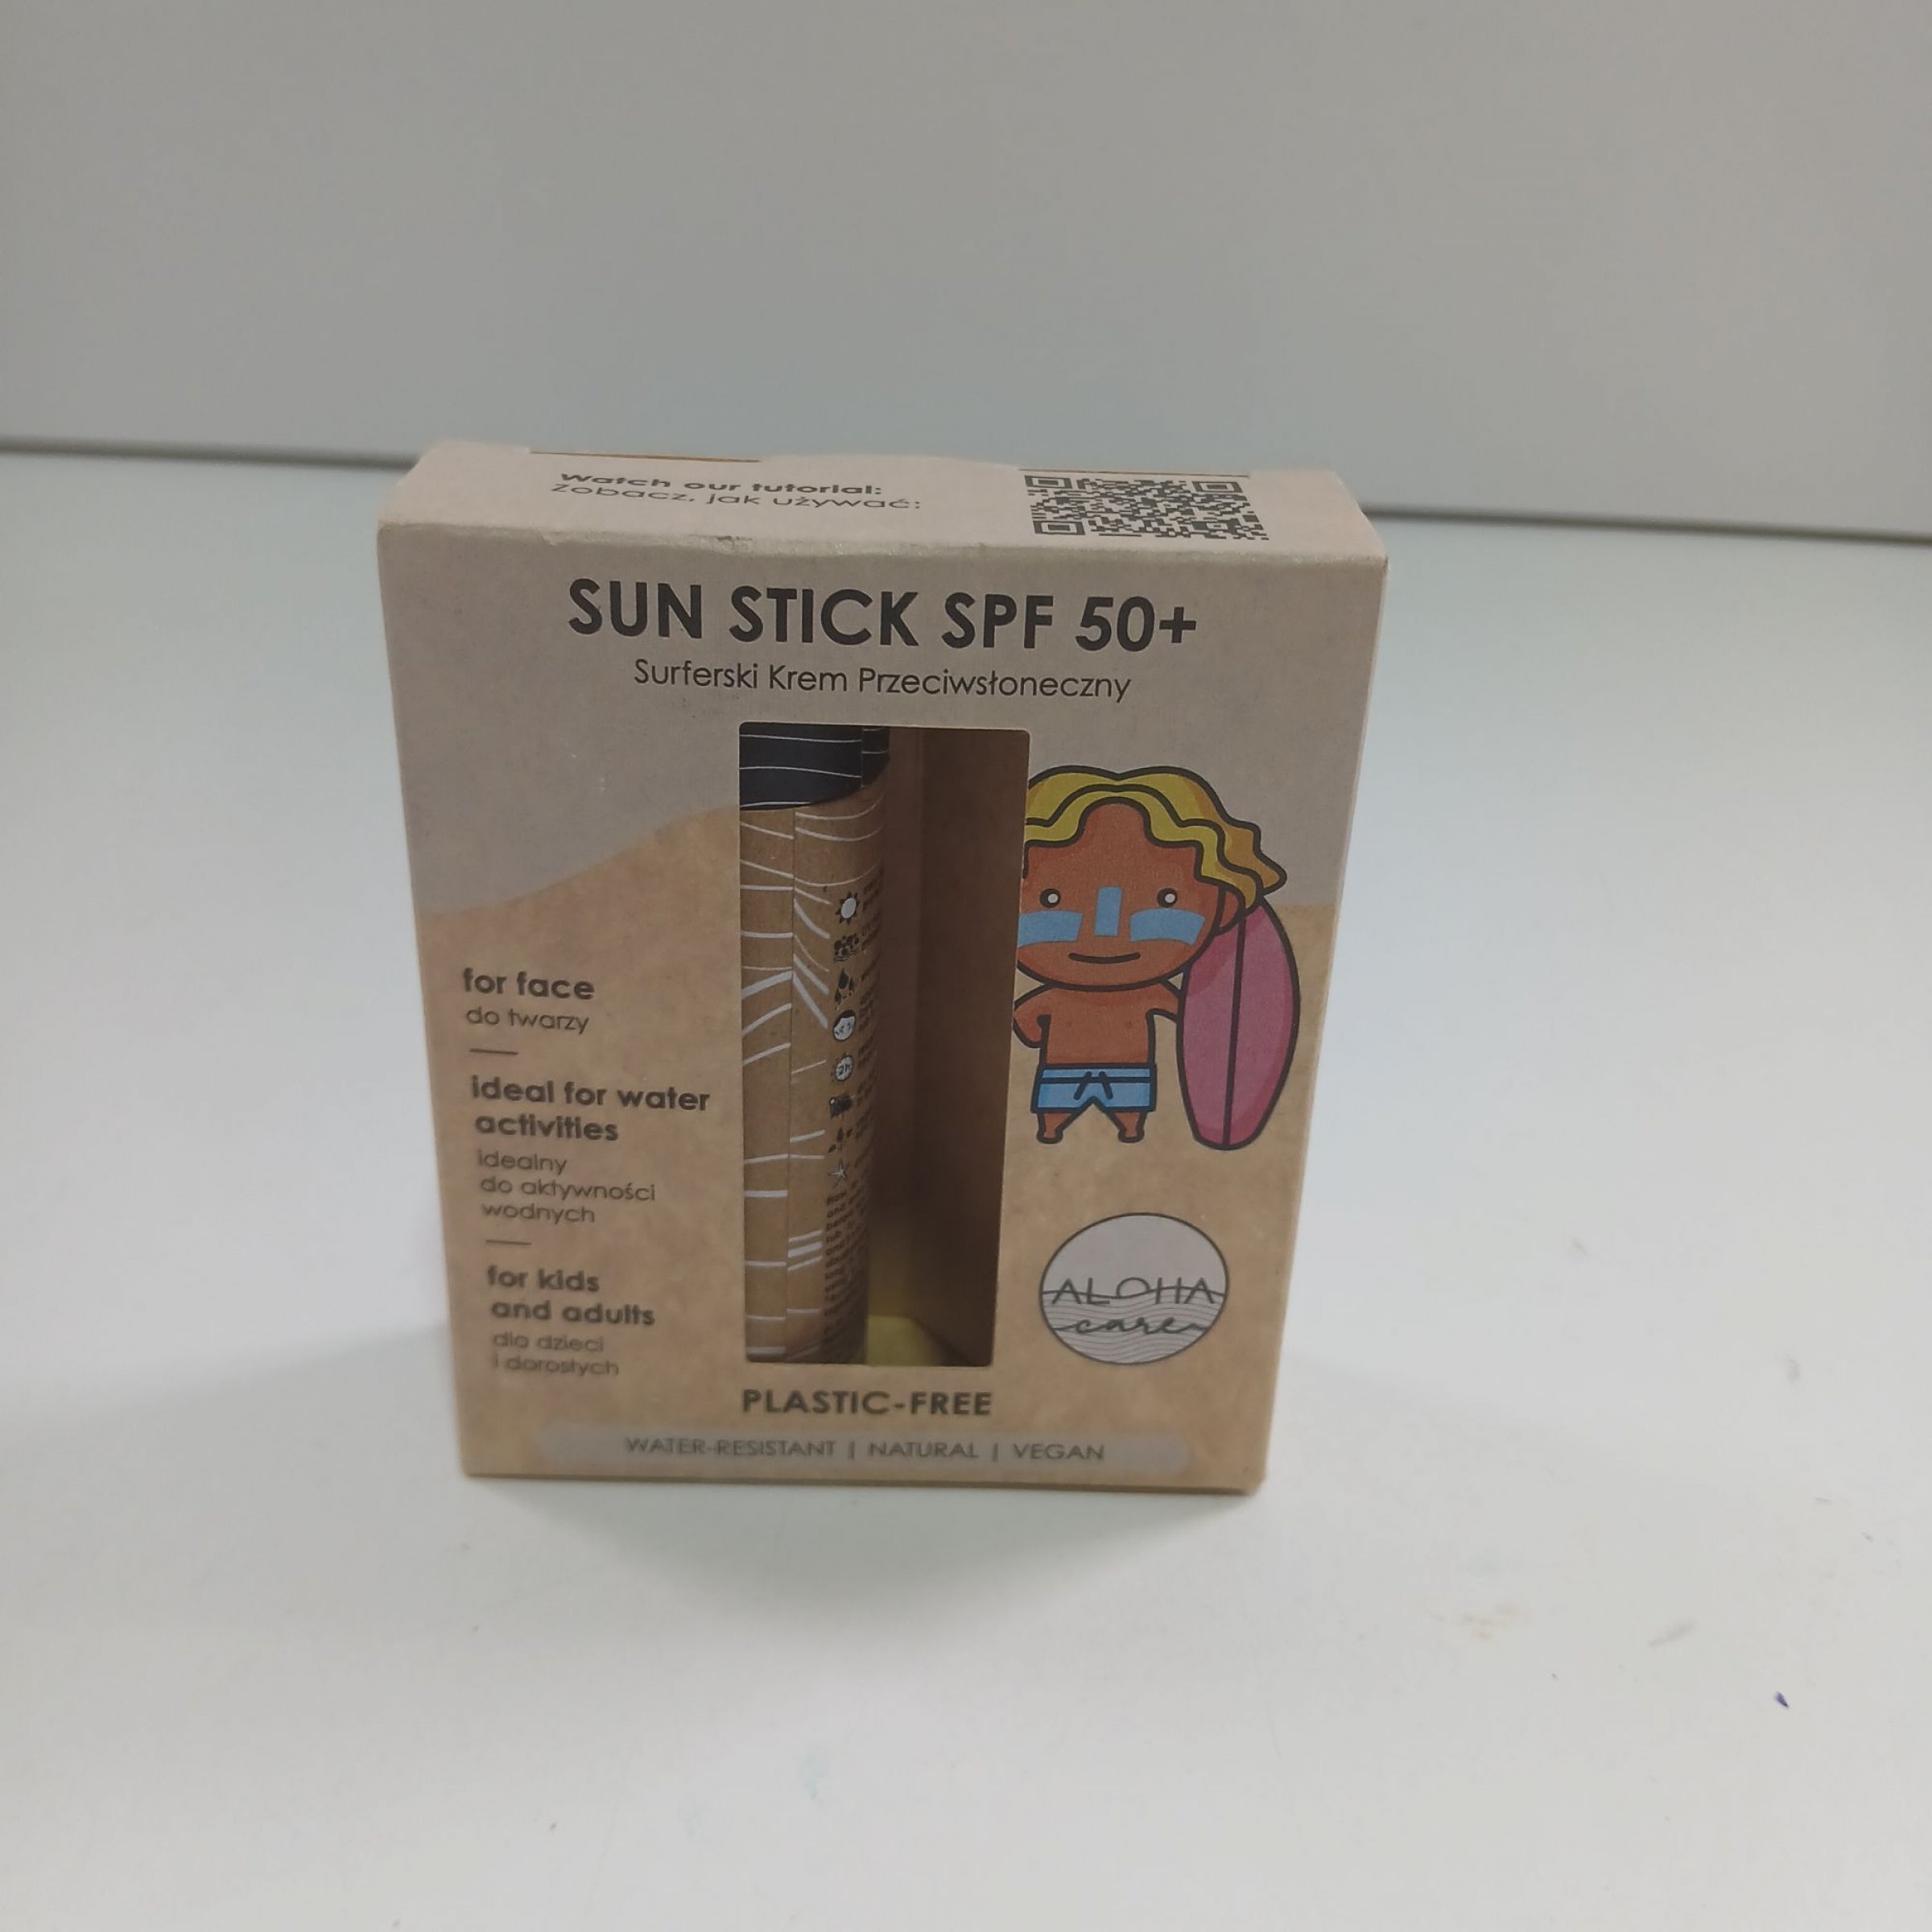 Watch our tutorial:
Zobacz, jak używać:
SUN STICK SPF 50+
Surferski Krem Przeciwsłoneczny
for face
do twarzy
ideal for water
activities
idealny
do aktywności
wodnych
for kids
and adults
dla dzieci
i dorosłych
ALOHA
care
PLASTIC-FREE
WATER-RESISTANT | NATURAL | VEGAN